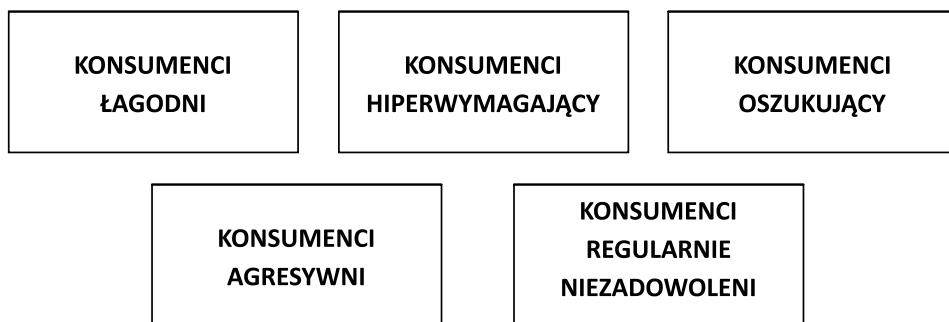 KONSUMENCI
ŁAGODNI
KONSUMENCI
HIPERWYMAGAJĄCY
KONSUMENCI
OSZUKUJĄCY
KONSUMENCI
AGRESYWNI
KONSUMENCI
REGULARNIE
NIEZADOWOLENI